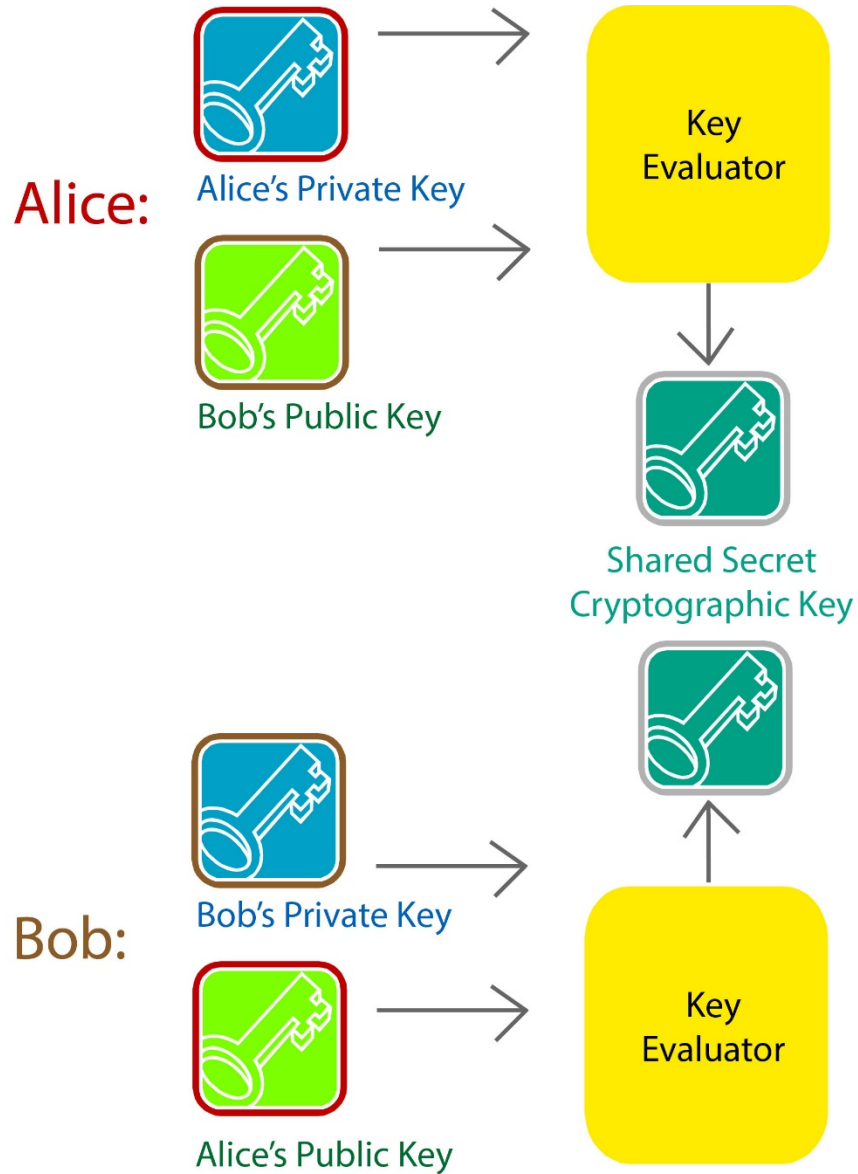 Alice:
Alice’s Private Key
Key
Evaluator
Bob’s Public Key
Shared Secret
Cryptographic Key
Bob:
Bob’s Private Key
Key
Evaluator
Alice’s Public Key